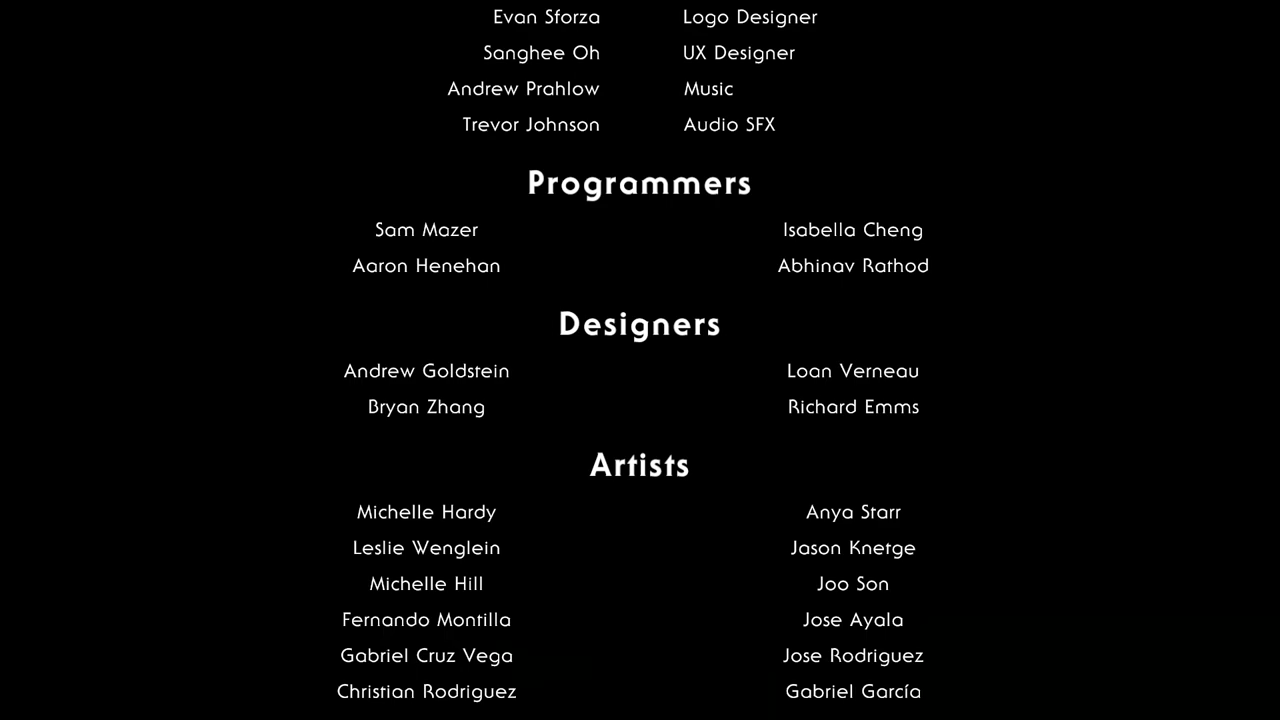 Evan Sforza Logo Designer
Sanghee Oh UX Designer
Andrew Prahlow Music
Trevor Johnson Audio SFX
Programmers
Sam Mazer Isabella Cheng
Aaron Henehan Abhinav Rathod
Designers
Andrew Goldstein Loan Verneau
Bryan Zhang Richard Emms
Artists
Michelle Hardy Anya Starr
Leslie Wenglein Jason Knetge
Michelle Hill Joo Son
Fernando Montilla Jose Ayala
Gabriel Cruz Vega Jose Rodriguez
Christian Rodriguez Gabriel García